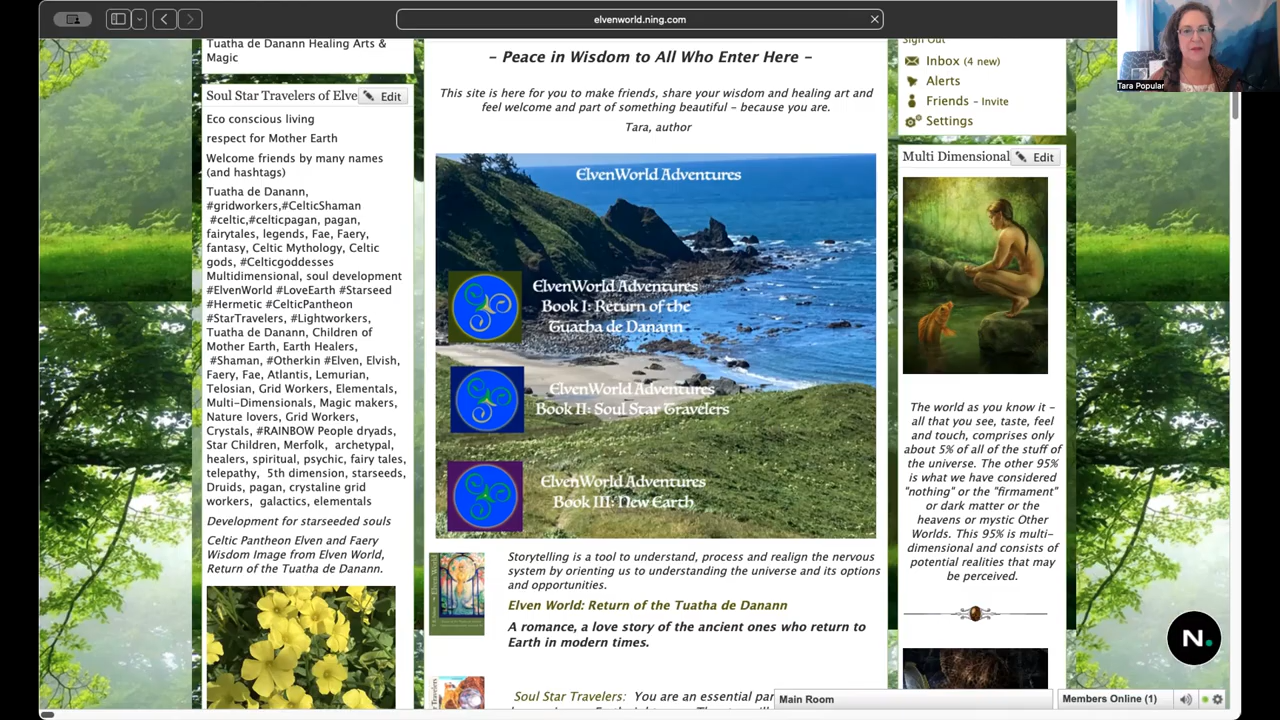 elvenworld.ning.com
Tara Popular
Tuatha de Danann Healing Arts &
Magic
Soul Star Travelers of Elve
Edit
Eco conscious living
respect for Mother Earth
Welcome friends by many names
(and hashtags)
Tuatha de Danann,
#gridworkers,#CelticShaman
#celtic,#celticpagan, pagan,
fairytales, legends, Fae, Faery,
fantasy, Celtic Mythology, Celtic
gods, #Celticgoddesses
Multidimensional, soul development
#ElvenWorld #LoveEarth #Starseed
#Hermetic #CelticPantheon
#StarTravelers, #Lightworkers,
Tuatha de Danann, Children of
Mother Earth, Earth Healers,
#Shaman, #Otherkin #Elven, Elvish,
Faery, Fae, Atlantis, Lemurian,
Telosian, Grid Workers, Elementals,
Multi-Dimensionals, Magic makers,
Nature lovers, Grid Workers,
Crystals, #RAINBOW People dryads,
Star Children, Merfolk, archetypal,
healers, spiritual, psychic, fairy tales,
telepathy, 5th dimension, starseeds,
Druids, pagan, crystaline grid
workers, galactics, elementals
Development for starseeded souls
Celtic Pantheon Elven and Faery
Wisdom Image from Elven World,
Return of the Tuatha de Danann.
– Peace in Wisdom to All Who Enter Here –
This site is here for you to make friends, share your wisdom and healing art and
feel welcome and part of something beautiful – because you are.
Tara, author
ElvenWorld Adventures
ElvenWorld Adventures
Book I: Return of the
Tuatha de Danann
ElvenWorld Adventures
Book II: Soul Star Travelers
ElvenWorld Adventures
Book III: New Earth
Storytelling is a tool to understand, process and realign the nervous
system by orienting us to understanding the universe and its options
and opportunities.
Elven World: Return of the Tuatha de Danann
A romance, a love story of the ancient ones who return to
Earth in modern times.
Soul Star Travelers: You are an essential par
Sign Out
Inbox (4 new)
Alerts
Friends – Invite
Settings
Multi Dimensional
Edit
The world as you know it –
all that you see, taste, feel
and touch, comprises only
about 5% of all of the stuff of
the universe. The other 95%
is what we have considered
"nothing" or the "firmament"
or dark matter or the
heavens or mystic Other
Worlds. This 95% is multi-
dimensional and consists of
potential realities that may
be perceived.
N.
Main Room
Members Online (1)